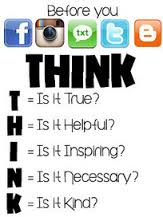 Before you
f txt t B
THINK
T = Is it True?
H = Is it Helpful?
I = Is it Inspiring?
N = Is it Necessary?
K = Is it Kind?